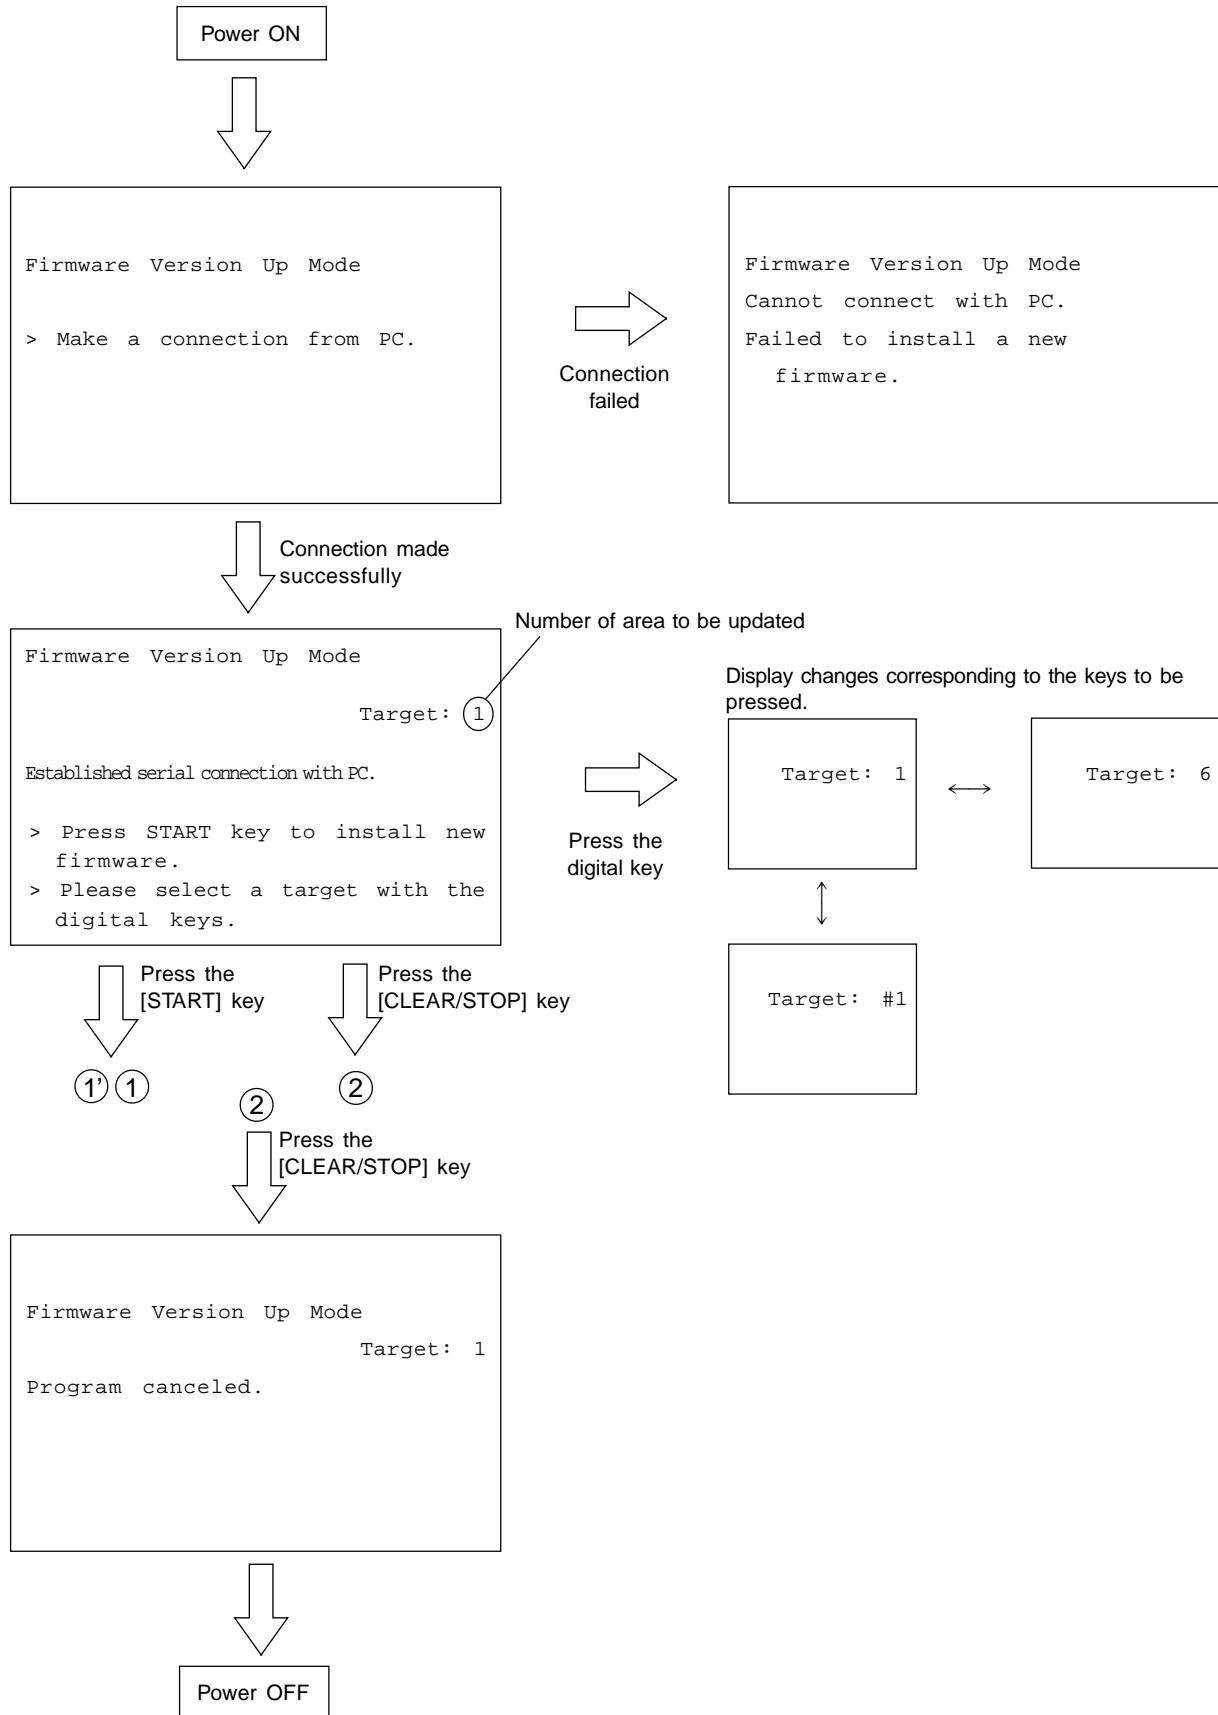 Power ON
Firmware Version Up Mode
> Make a connection from PC.
Connection
failed
Firmware Version Up Mode
Cannot connect with PC.
Failed to install a new
firmware.
Connection made
successfully
Number of area to be updated
Firmware Version Up Mode
Target: 1
Established serial connection with PC.
> Press START key to install new
firmware.
> Please select a target with the
digital keys.
Press the
digital key
Display changes corresponding to the keys to be
pressed.
Target: 1
Target: 6
Target: #1
Press the
[START] key
Press the
[CLEAR/STOP] key
1' 1
2
2
Press the
[CLEAR/STOP] key
Firmware Version Up Mode
Target: 1
Program canceled.
Power OFF